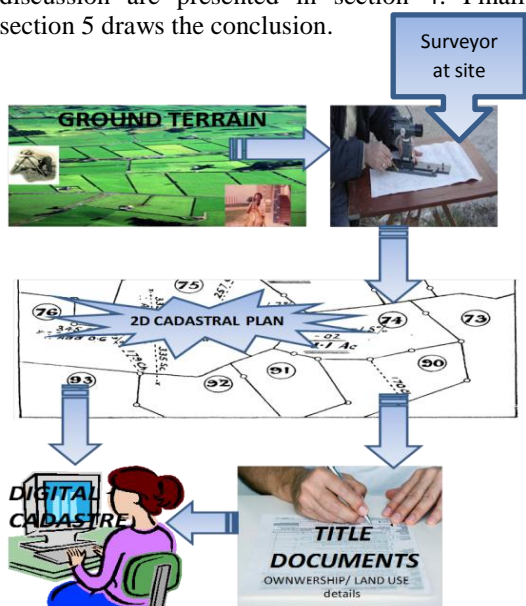 discussion are presented in section 4. Final
section 5 draws the conclusion.
Surveyor
at site
GROUND TERRAIN
75
76
2D CADASTRAL PLAN
74
73
93
92
91
90
DIGITAL
CADASTRE
TITLE
DOCUMENTS
OWNWERSHIP/ LAND USE
details